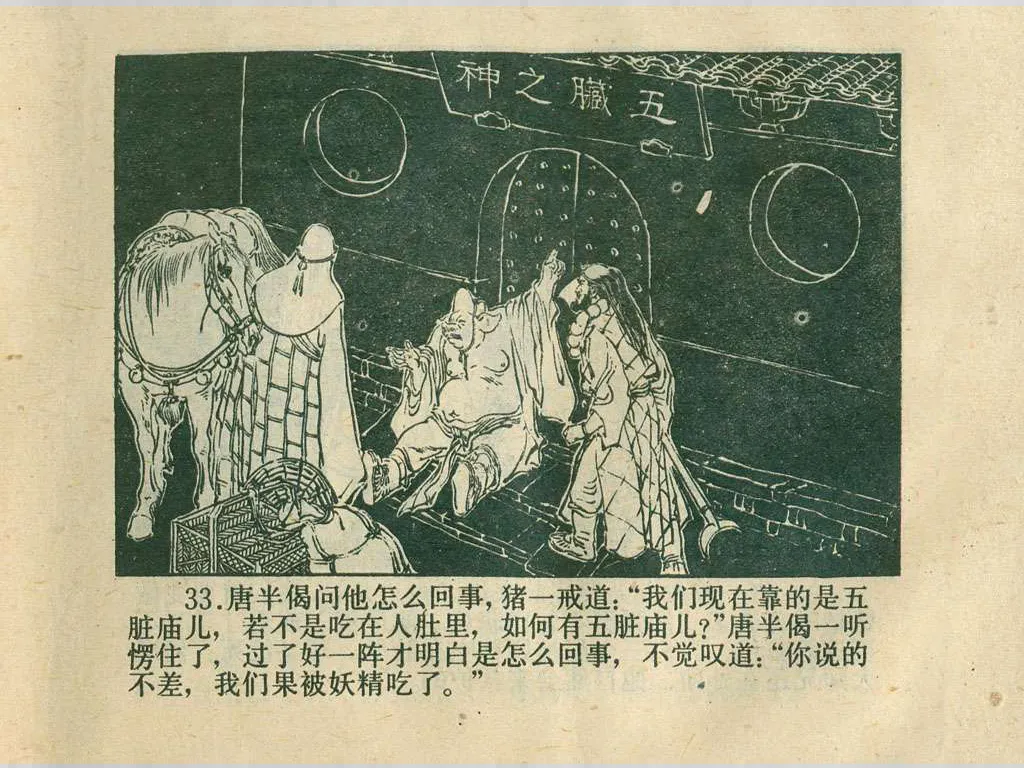 五臟之神
33.唐半偈问他怎么回事,猪一戒道:“我们现在靠的是五
脏庙儿，若不是吃在人肚里，如何有五脏庙儿?”唐半偈一听
愣住了，过了好一阵才明白是怎么回事，不觉叹道:“你说的
不差，我们果被妖精吃了。”